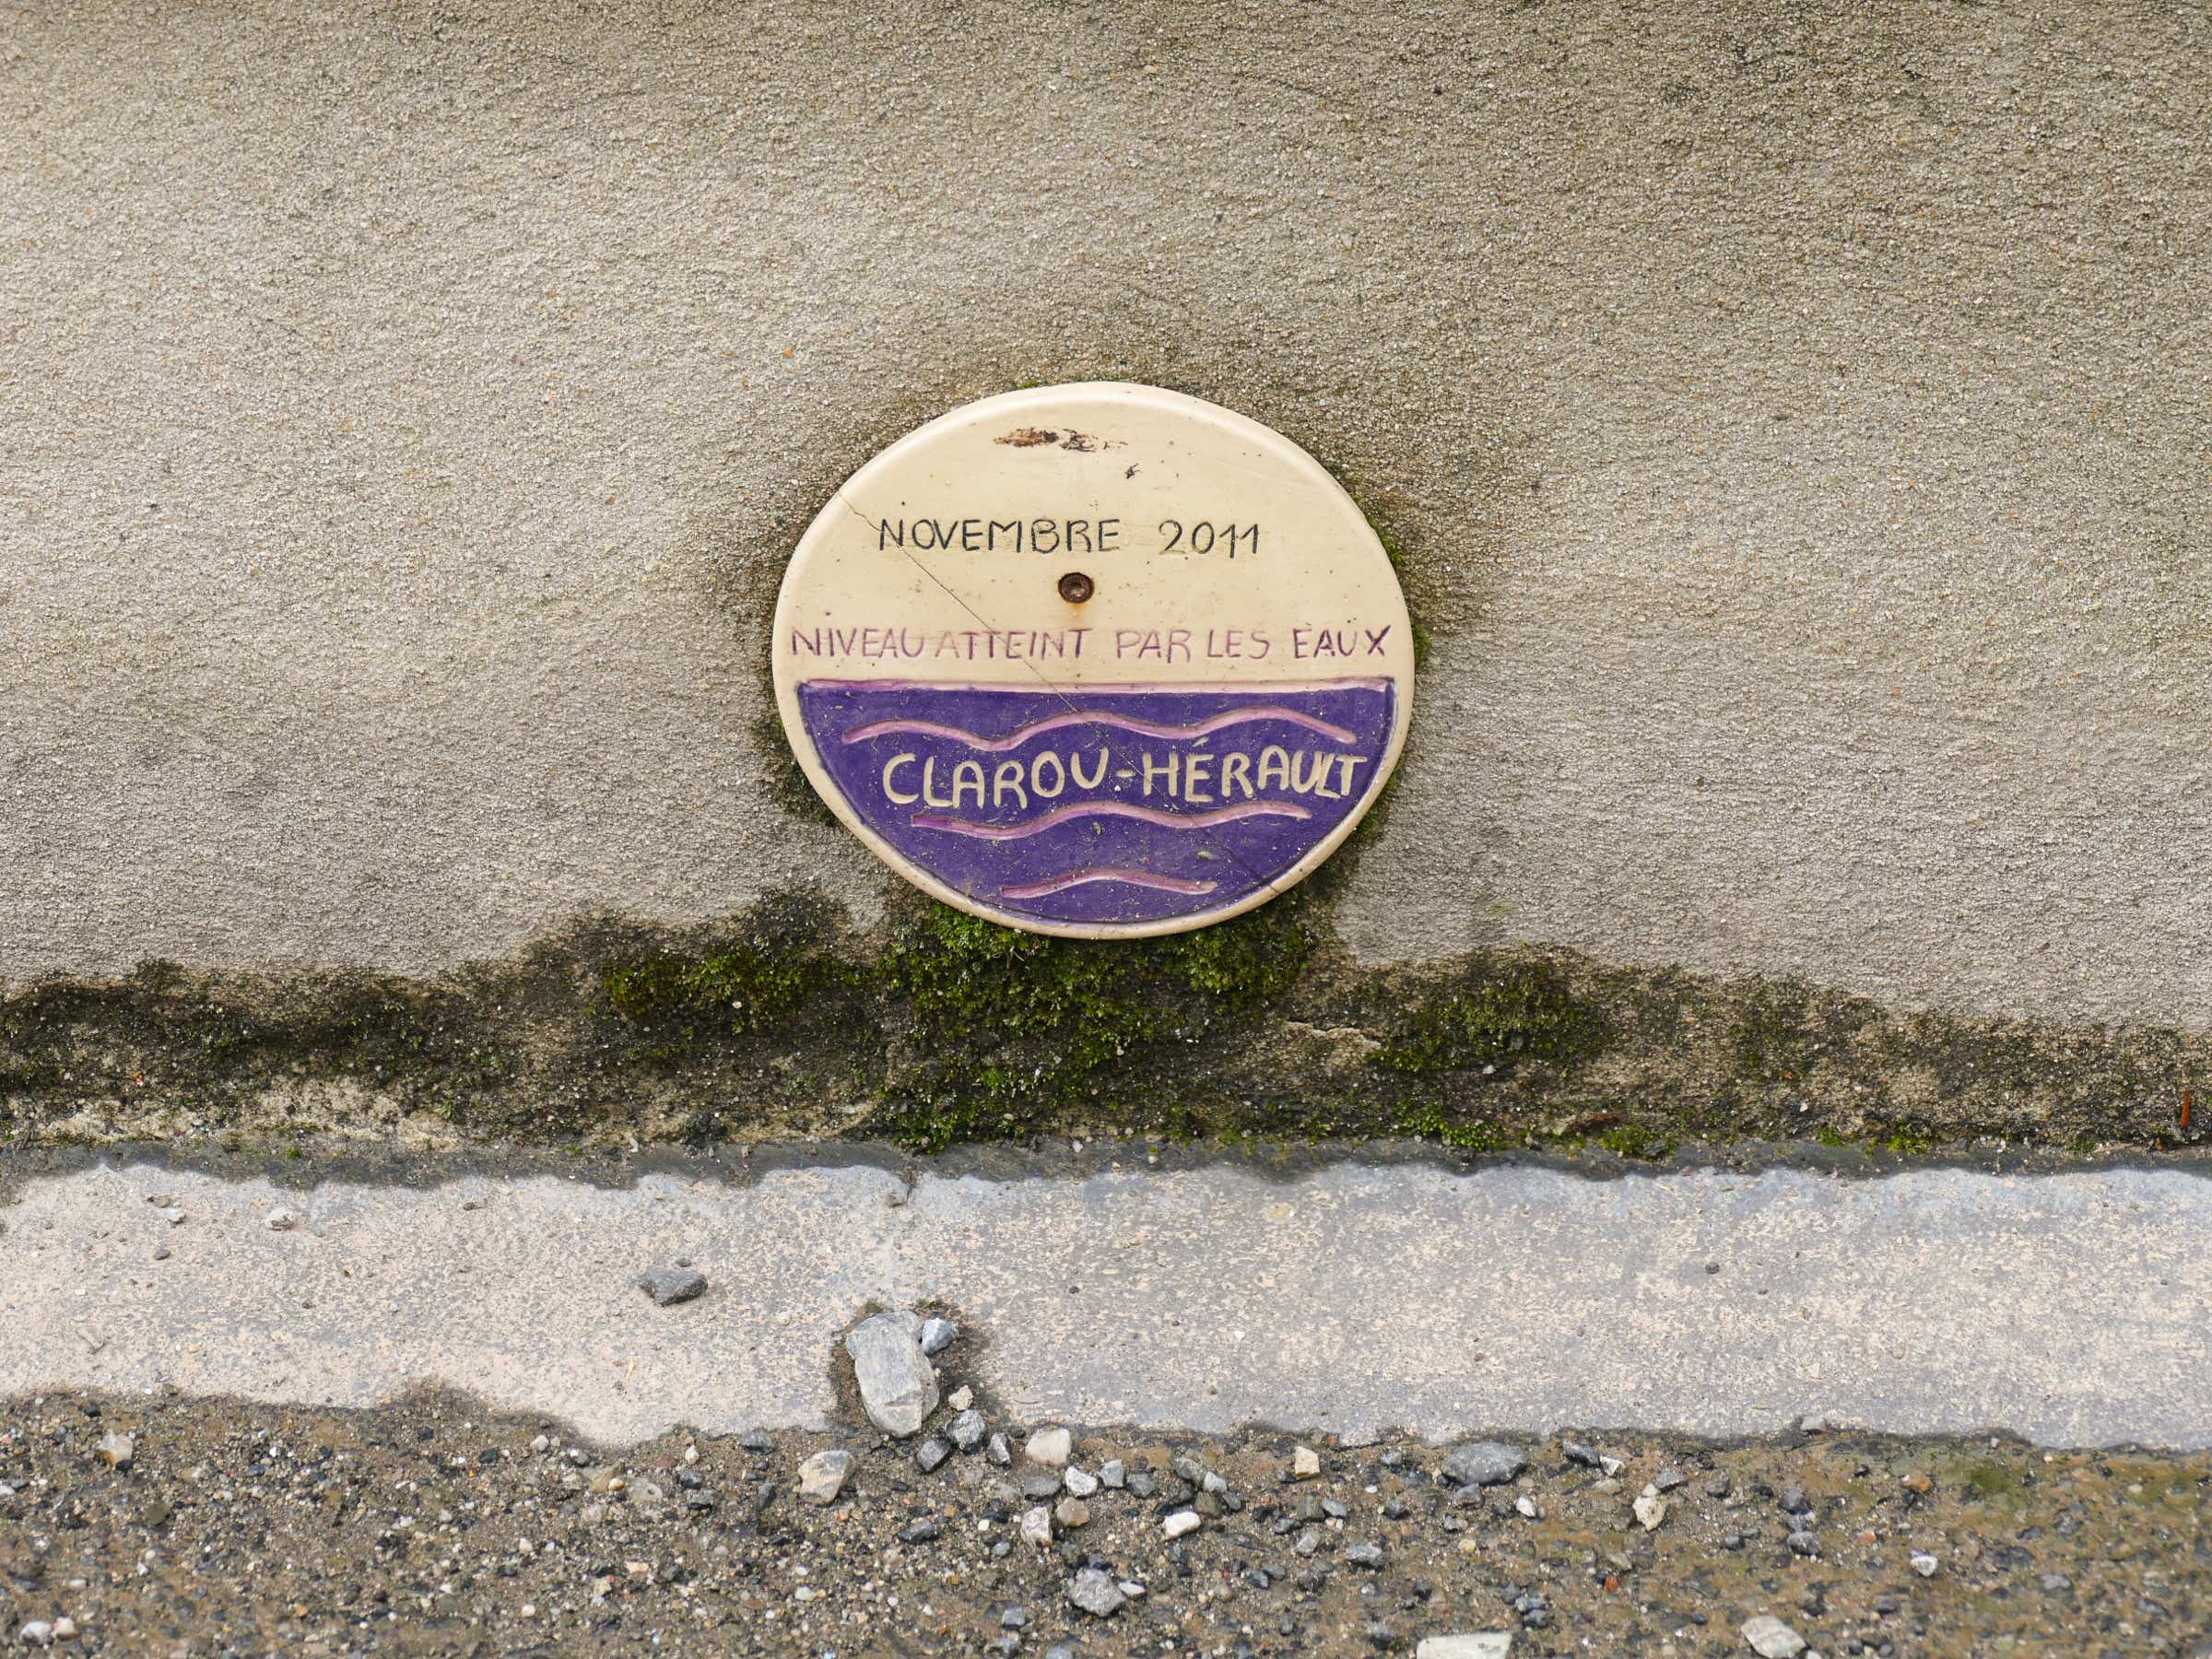 NOVEMBRE 2011
NIVEAU ATTEINT PAR LES EAUX
CLAROU-HÉRAULT